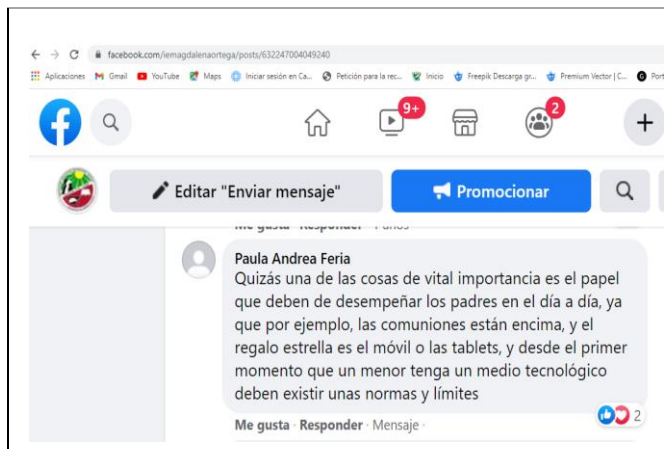 facebook.com/iemagdalenaortega/posts/632247004049240
Aplicaciones Gmail YouTube Maps Iniciar sesión en Ca... Petición para la rec... Inicio Freepik Descarga gr... Premium Vector | C... Port
9+ 2
Editar "Enviar mensaje" Promocionar
Me gusta · Responder ·
Paula Andrea Feria
Quizás una de las cosas de vital importancia es el papel
que deben de desempeñar los padres en el día a día, ya
que por ejemplo, las comuniones están encima, y el
regalo estrella es el móvil o las tablets, y desde el primer
momento que un menor tenga un medio tecnológico
deben existir unas normas y límites
2
Me gusta · Responder · Mensaje ·